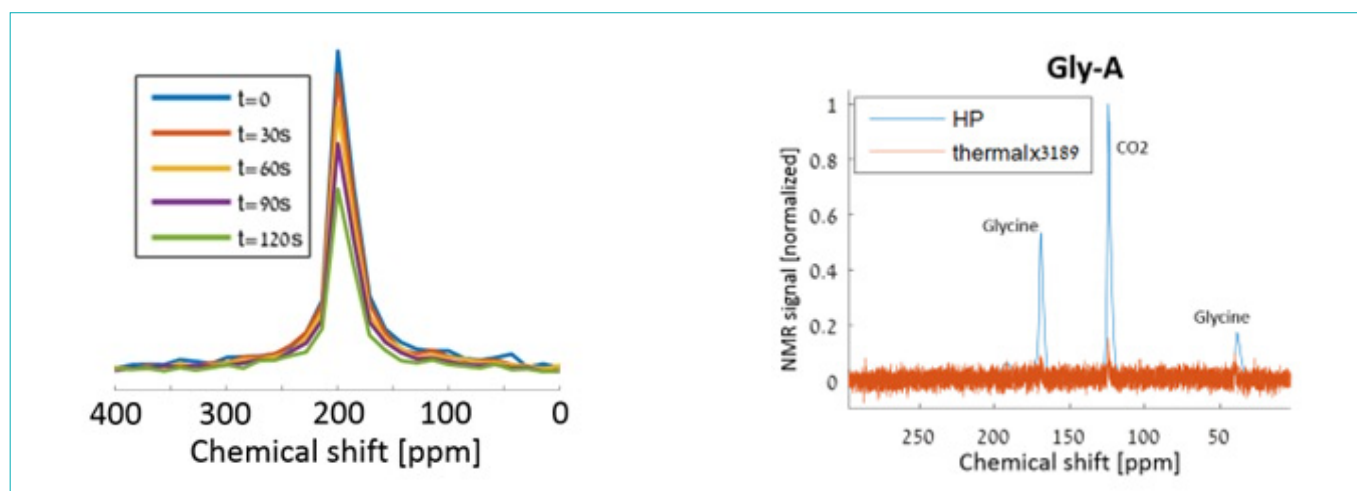 t=0
t=30s
t=60s
t=90s
t=120s
400 300 200 100 0
Chemical shift [ppm]
Gly-A
HP
thermalx3189
CO2
Glycine
Glycine
NMR signal [normalized]
1
0.8
0.6
0.4
0.2
0
250 200 150 100 50
Chemical shift [ppm]